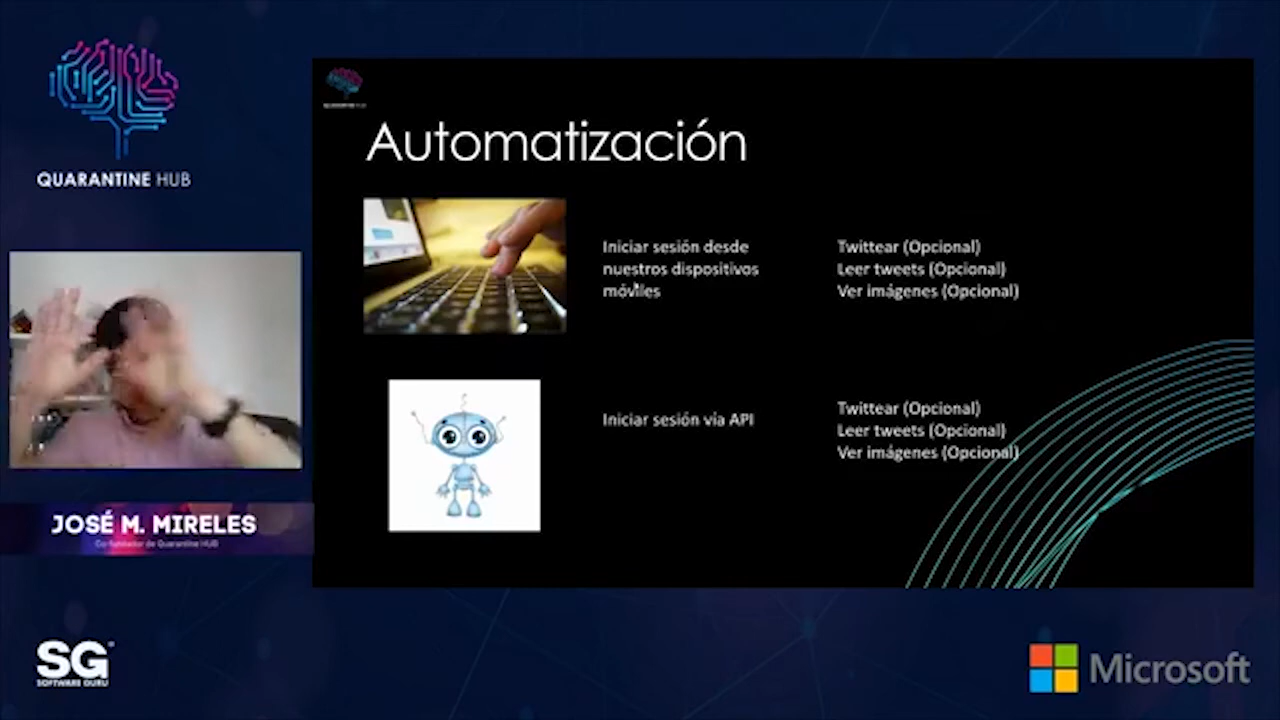 QUARANTINE HUB
QUARANTINE HUB
Automatización
Iniciar sesión desde
nuestros dispositivos
móviles
Twittear (Opcional)
Leer tweets (Opcional)
Ver imágenes (Opcional)
Iniciar sesión vía API
Twittear (Opcional)
Leer tweets (Opcional)
Ver imágenes (Opcional)
JOSÉ M. MIRELES
Co-fundador de Quarantine HUB
SG
SOFTWARE GURU
Microsoft